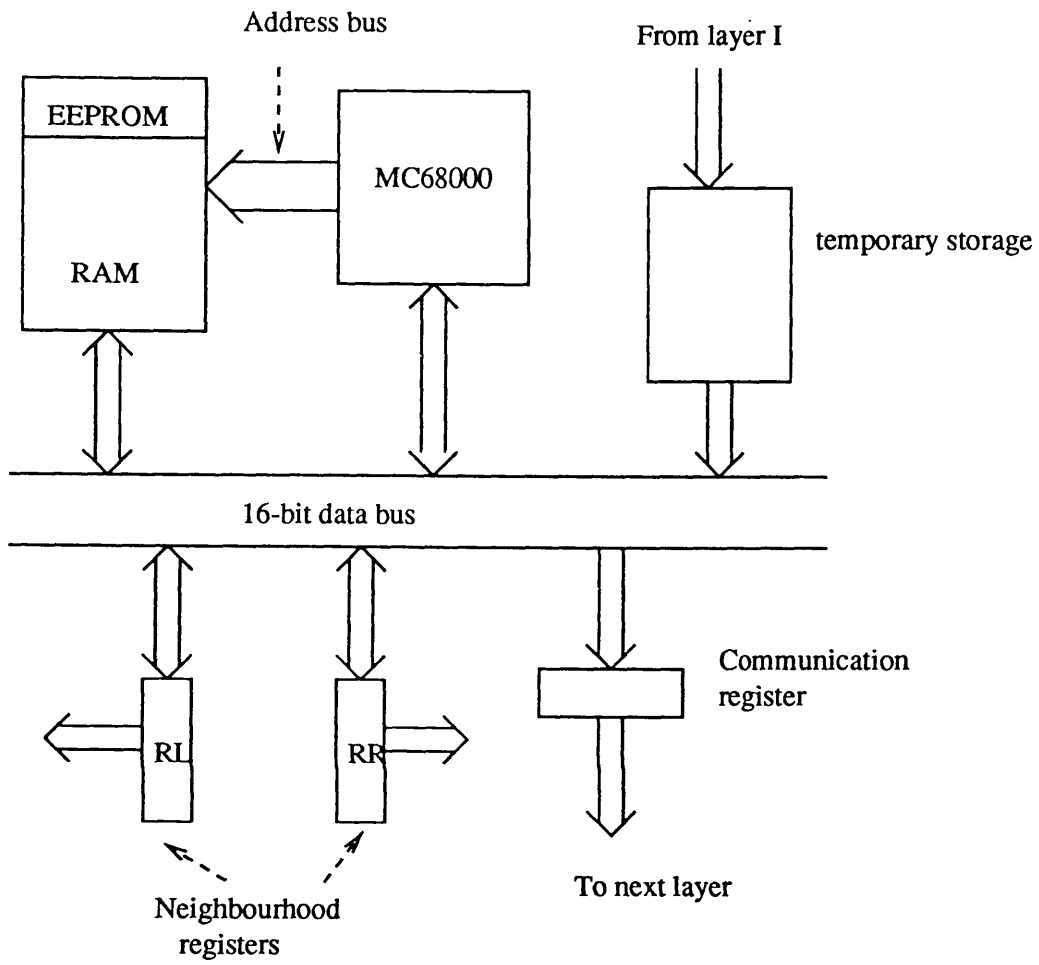 Address bus
From layer I
EEPROM
MC68000
RAM
temporary storage
16-bit data bus
Communication
register
RL
RR
To next layer
Neighbourhood
registers